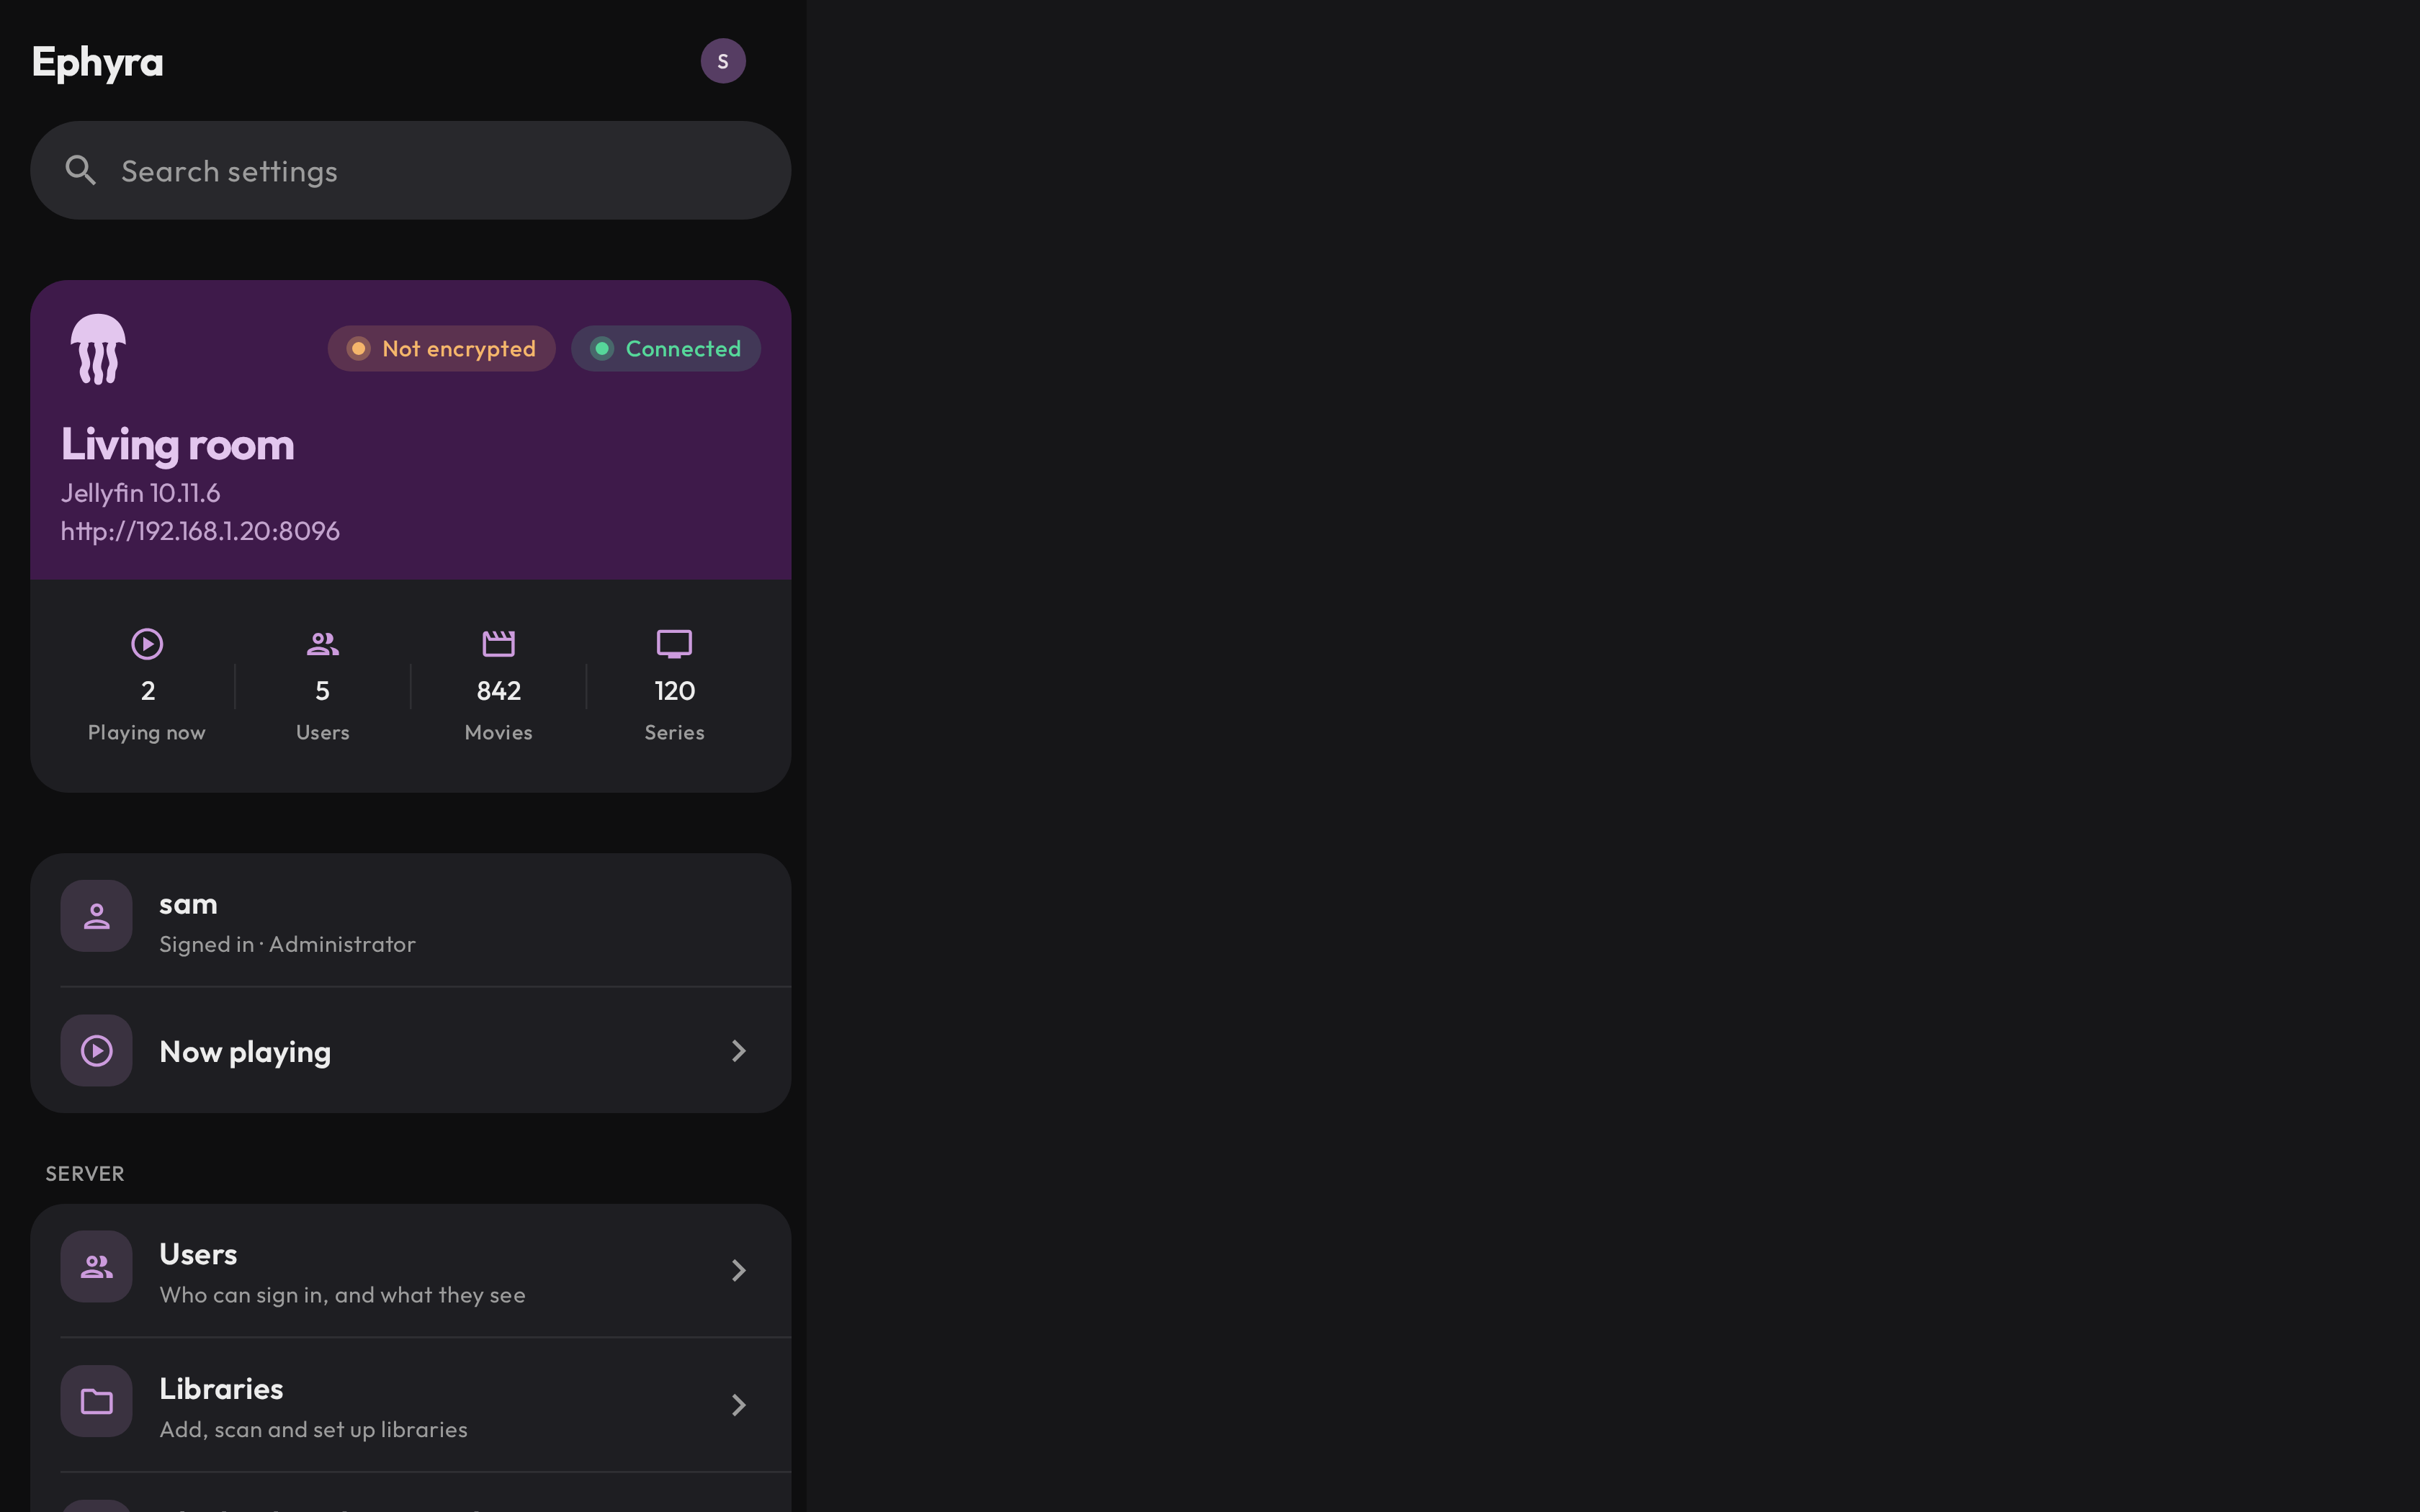 Ephyra
S
Search settings
Not encrypted
Connected
Living room
Jellyfin 10.11.6
http://192.168.1.20:8096
2
5
842
120
Playing now
Users
Movies
Series
sam
Signed in · Administrator
Now playing
SERVER
Users
Who can sign in, and what they see
Libraries
Add, scan and set up libraries